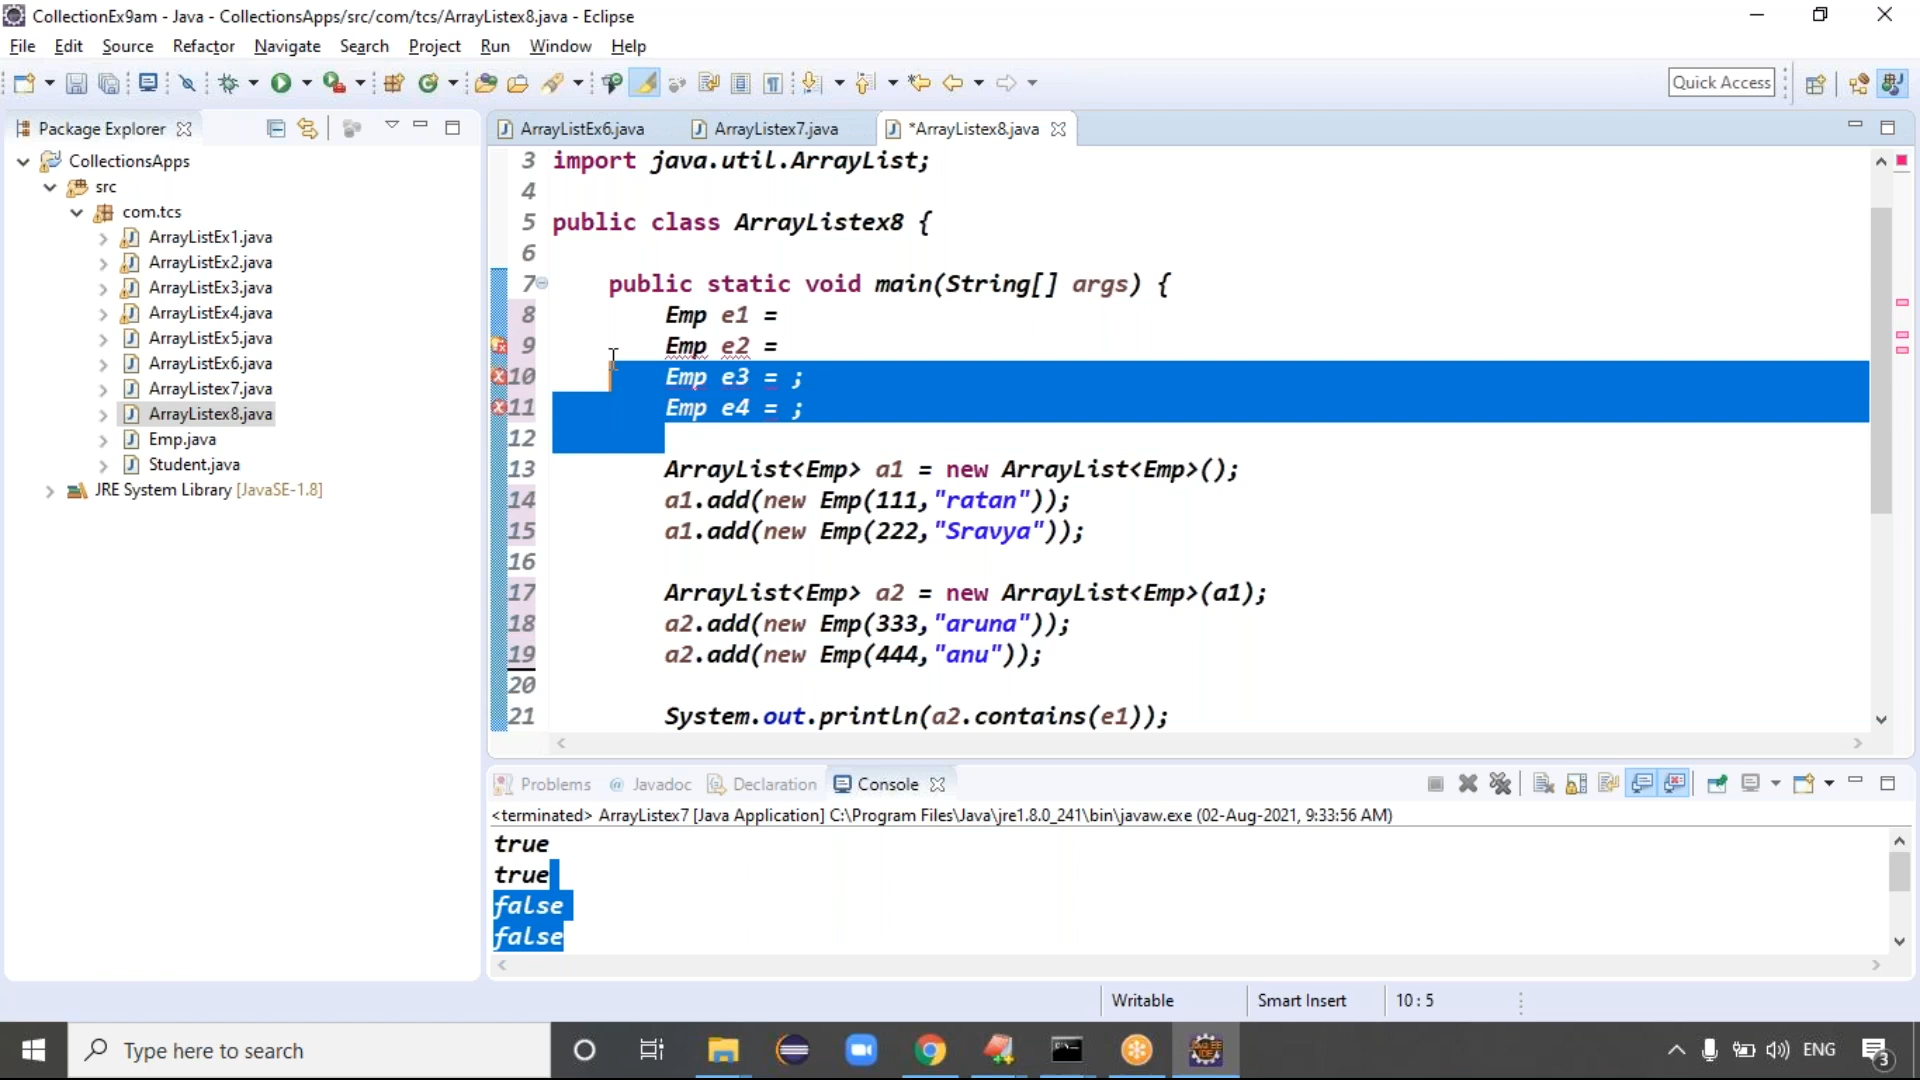 CollectionEx9am - Java - CollectionsApps/src/com/tcs/ArrayListex8.java - Eclipse
File Edit Source Refactor Navigate Search Project Run Window Help
Quick Access
Package Explorer
CollectionsApps
src
com.tcs
ArrayListEx1.java
ArrayListEx2.java
ArrayListEx3.java
ArrayListEx4.java
ArrayListEx5.java
ArrayListEx6.java
ArrayListex7.java
ArrayListex8.java
Emp.java
Student.java
JRE System Library [JavaSE-1.8]
ArrayListEx6.java ArrayListex7.java *ArrayListex8.java
3 import java.util.ArrayList;
4
5 public class ArrayListex8 {
6
7 public static void main(String[] args) {
8 Emp e1 =
9 Emp e2 =
10 Emp e3 = ;
11 Emp e4 = ;
12
13 ArrayList<Emp> a1 = new ArrayList<Emp>();
14 a1.add(new Emp(111,"ratan"));
15 a1.add(new Emp(222,"Sravya"));
16
17 ArrayList<Emp> a2 = new ArrayList<Emp>(a1);
18 a2.add(new Emp(333,"aruna"));
19 a2.add(new Emp(444,"anu"));
20
21 System.out.println(a2.contains(e1));
Problems @ Javadoc Declaration Console
<terminated> ArrayListex7 [Java Application] C:\Program Files\Java\jre1.8.0_241\bin\javaw.exe (02-Aug-2021, 9:33:56 AM)
true
true
false
false
Writable Smart Insert 10 : 5
Type here to search
ENG
3